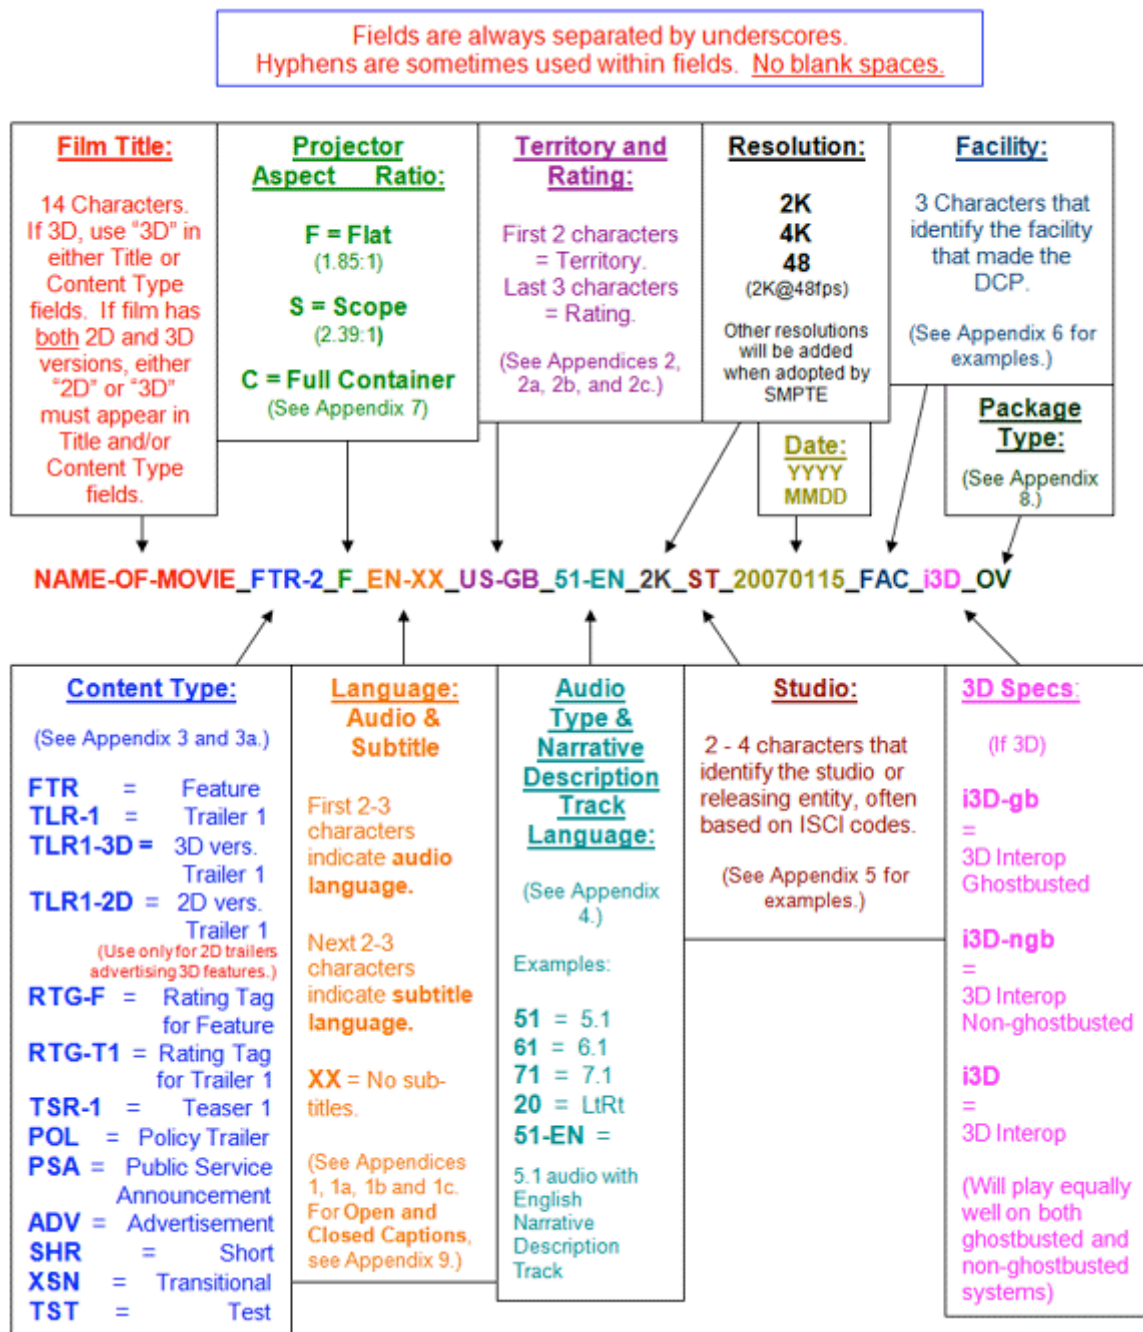 Fields are always separated by underscores.
Hyphens are sometimes used within fields. No blank spaces.
Film Title:
14 Characters.
If 3D, use “3D” in
either Title or
Content Type
fields. If film has
both 2D and 3D
versions, either
“2D” or “3D”
must appear in
Title and/or
Content Type
fields.
Projector
Aspect Ratio:
F = Flat
(1.85:1)
S = Scope
(2.39:1)
C = Full Container
(See Appendix 7)
Territory and
Rating:
First 2 characters
= Territory.
Last 3 characters
= Rating.
(See Appendices 2,
2a, 2b, and 2c.)
Resolution:
2K
4K
48
(2K@48fps)
Other resolutions
will be added
when adopted by
SMPTE
Date:
YYYY
MMDD
Facility:
3 Characters that
identify the facility
that made the
DCP.
(See Appendix 6 for
examples.)
Package
Type:
(See Appendix
8.)
NAME-OF-MOVIE_FTR-2_F_EN-XX_US-GB_51-EN_2K_ST_20070115_FAC_i3D_OV
Content Type:
(See Appendix 3 and 3a.)
FTR = Feature
TLR-1 = Trailer 1
TLR1-3D = 3D vers.
Trailer 1
TLR1-2D = 2D vers.
Trailer 1
(Use only for 2D trailers
advertising 3D features.)
RTG-F = Rating Tag
for Feature
RTG-T1 = Rating Tag
for Trailer 1
TSR-1 = Teaser 1
POL = Policy Trailer
PSA = Public Service
Announcement
ADV = Advertisement
SHR = Short
XSN = Transitional
TST = Test
Language:
Audio &
Subtitle
First 2-3
characters
indicate audio
language.
Next 2-3
characters
indicate subtitle
language.
XX = No sub-
titles.
(See Appendices
1, 1a, 1b and 1c.
For Open and
Closed Captions,
see Appendix 9.)
Audio
Type &
Narrative
Description
Track
Language:
(See Appendix
4.)
Examples:
51 = 5.1
61 = 6.1
71 = 7.1
20 = LtRt
51-EN =
5.1 audio with
English
Narrative
Description
Track
Studio:
2 - 4 characters that
identify the studio or
releasing entity, often
based on ISCI codes.
(See Appendix 5 for
examples.)
3D Specs:
(If 3D)
i3D-gb
=
3D Interop
Ghostbusted
i3D-ngb
=
3D Interop
Non-ghostbusted
i3D
=
3D Interop
(Will play equally
well on both
ghostbusted and
non-ghostbusted
systems)